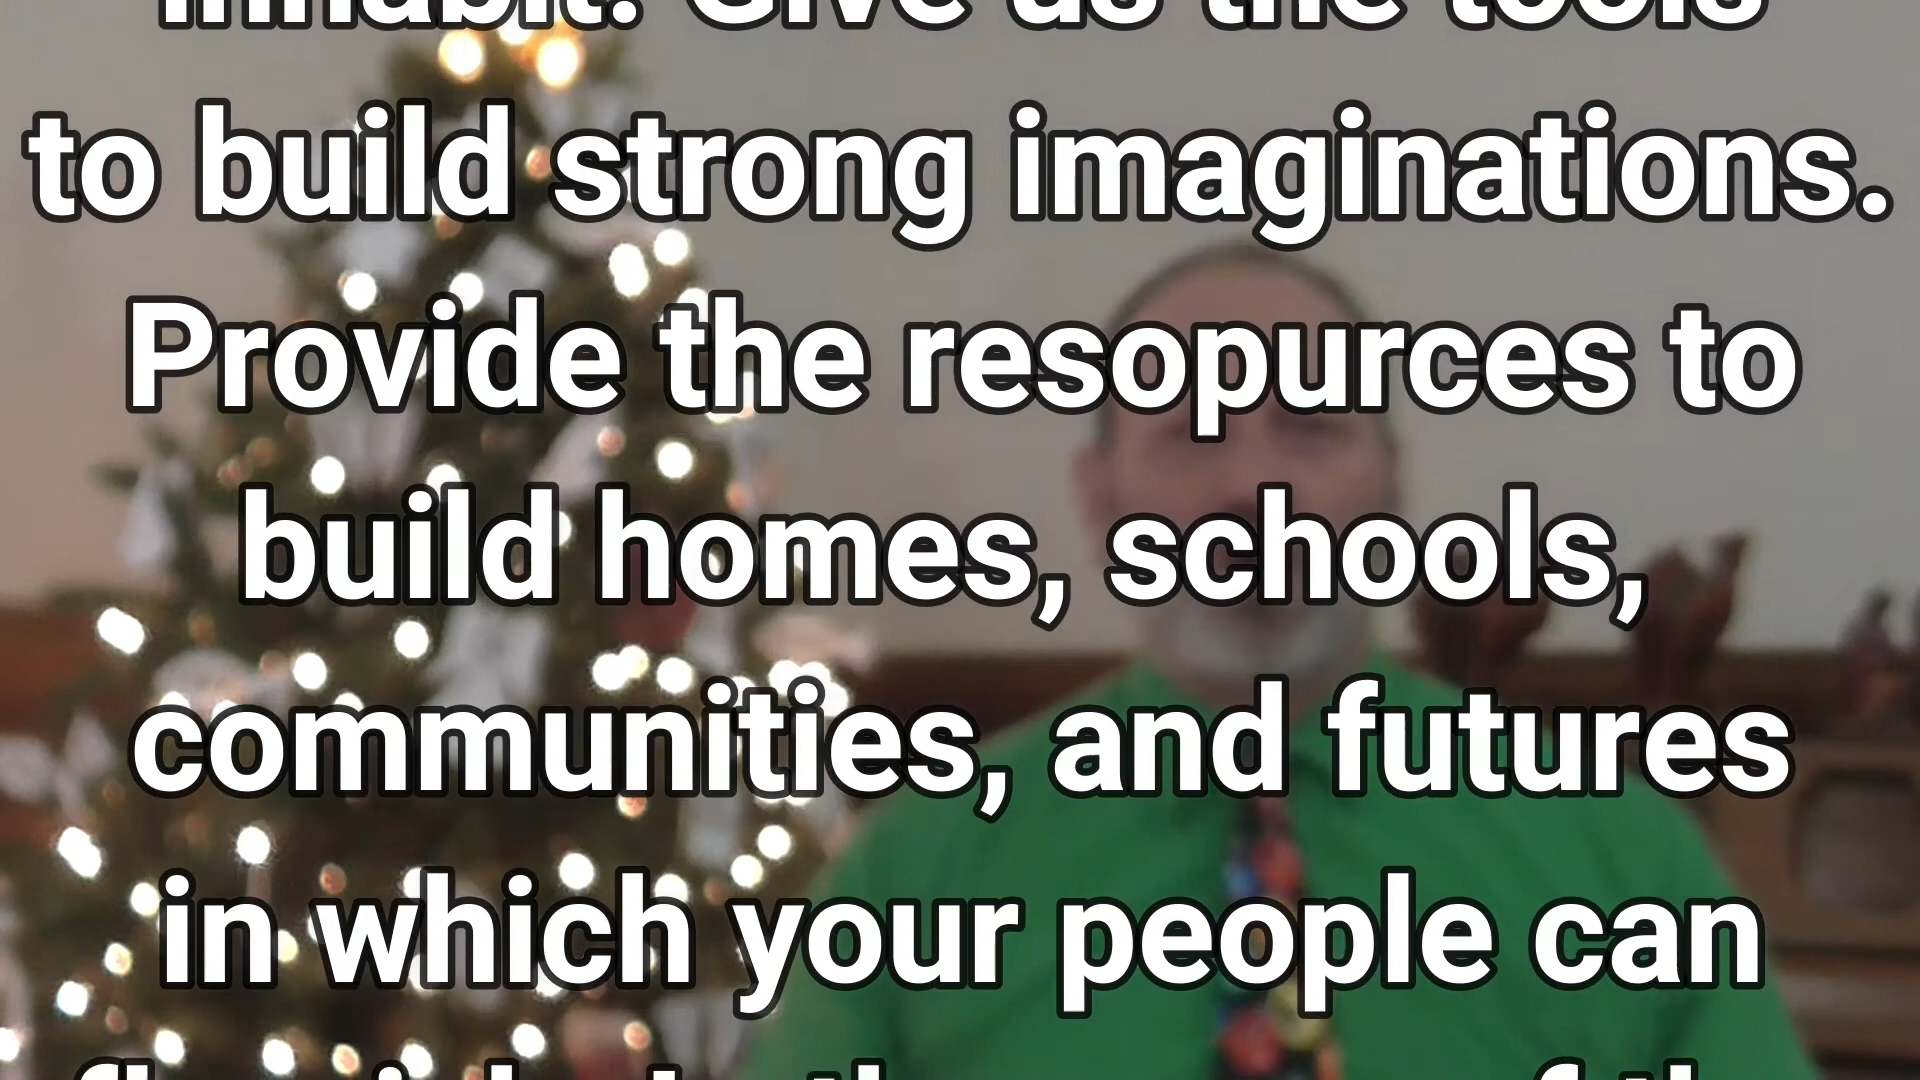 inhabit. Give us the tools
to build strong imaginations.
Provide the resopurces to
build homes, schools,
communities, and futures
in which your people can